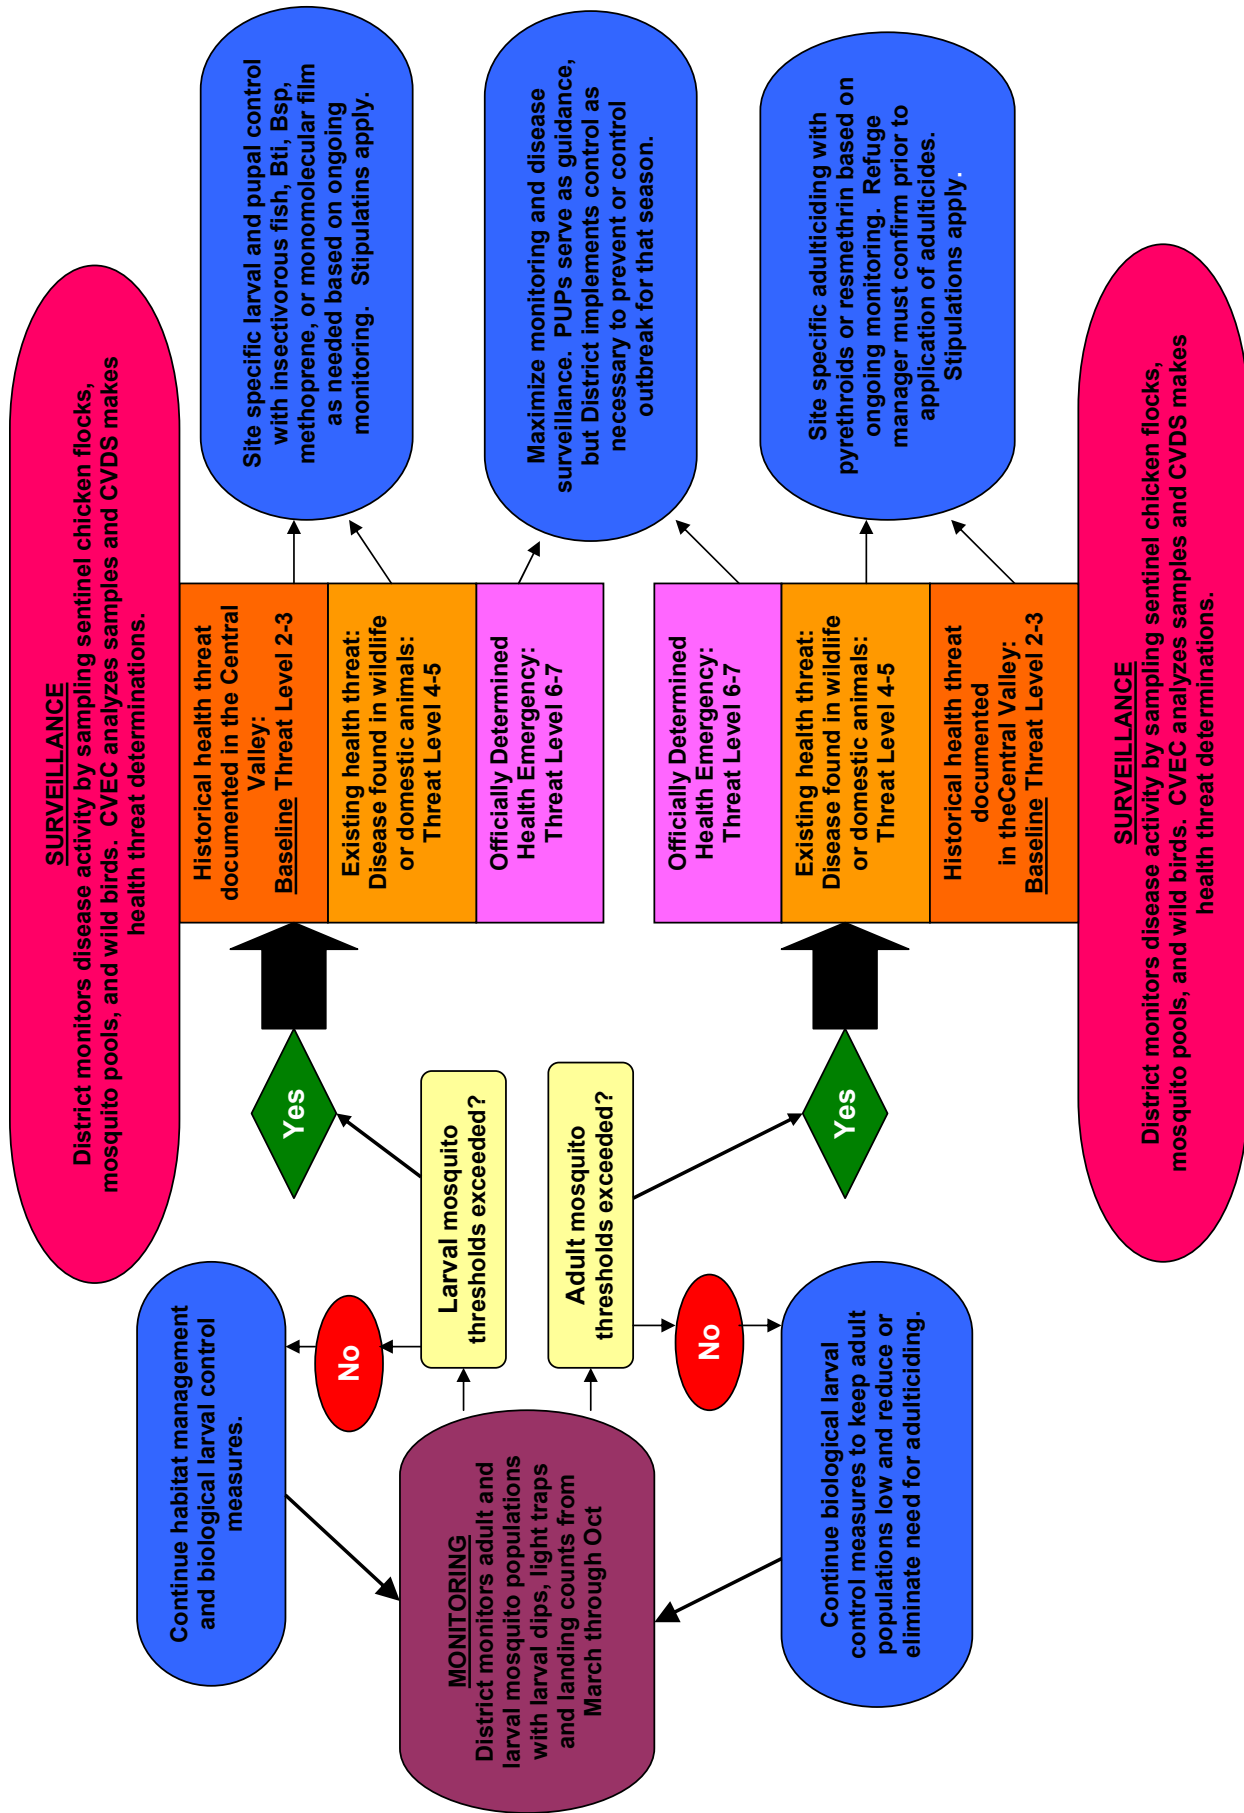 SURVEILLANCE
District monitors disease activity by sampling sentinel chicken flocks,
mosquito pools, and wild birds. CVEC analyzes samples and CVDS makes
health threat determinations.
Continue habitat management
and biological larval control
measures.
No
MONITORING
District monitors adult and
larval mosquito populations
with larval dips, light traps
and landing counts from
March through Oct
Larval mosquito
thresholds exceeded?
Yes
Historical health threat
documented in the Central
Valley:
Baseline Threat Level 2-3
Existing health threat:
Disease found in wildlife
or domestic animals:
Threat Level 4-5
Officially Determined
Health Emergency:
Threat Level 6-7
Site specific larval and pupal control
with insectivorous fish, Bti, Bsp,
methoprene, or monomolecular film
as needed based on ongoing
monitoring. Stipulatins apply.
Maximize monitoring and disease
surveillance. PUPs serve as guidance,
but District implements control as
necessary to prevent or control
outbreak for that season.
Adult mosquito
thresholds exceeded?
No
Continue biological larval
control measures to keep adult
populations low and reduce or
eliminate need for adulticiding.
Yes
Officially Determined
Health Emergency:
Threat Level 6-7
Existing health threat:
Disease found in wildlife
or domestic animals:
Threat Level 4-5
Historical health threat
documented
in theCentral Valley:
Baseline Threat Level 2-3
Site specific adulticiding with
pyrethroids or resmethrin based on
ongoing monitoring. Refuge
manager must confirm prior to
application of adulticides.
Stipulations apply.
SURVEILLANCE
District monitors disease activity by sampling sentinel chicken flocks,
mosquito pools, and wild birds. CVEC analyzes samples and CVDS makes
health threat determinations.